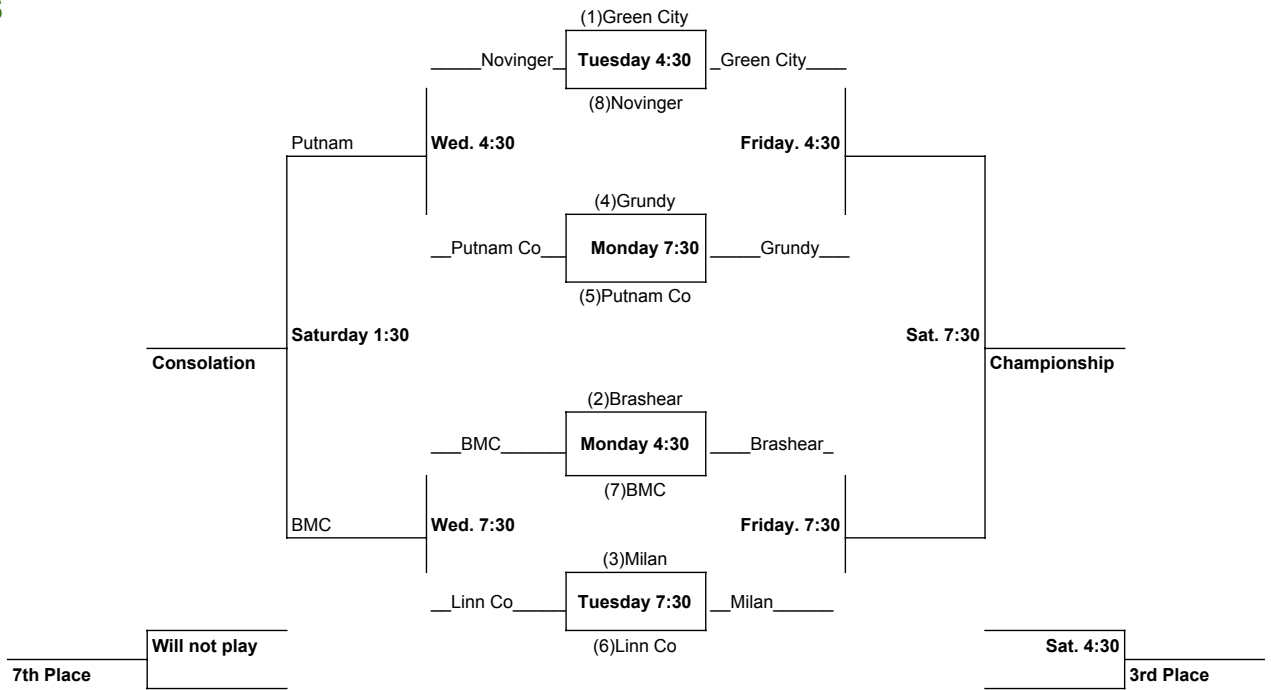 (1)Green City
_____Novinger_ Tuesday 4:30 _Green City____
(8)Novinger
Putnam Wed. 4:30 Friday. 4:30
(4)Grundy
__Putnam Co__ Monday 7:30 _____Grundy___
(5)Putnam Co
Saturday 1:30 Sat. 7:30
Consolation Championship
(2)Brashear
___BMC______ Monday 4:30 ____Brashear_
(7)BMC
BMC Wed. 7:30 Friday. 7:30
(3)Milan
__Linn Co_____ Tuesday 7:30 __Milan______
(6)Linn Co
Will not play Sat. 4:30
7th Place 3rd Place